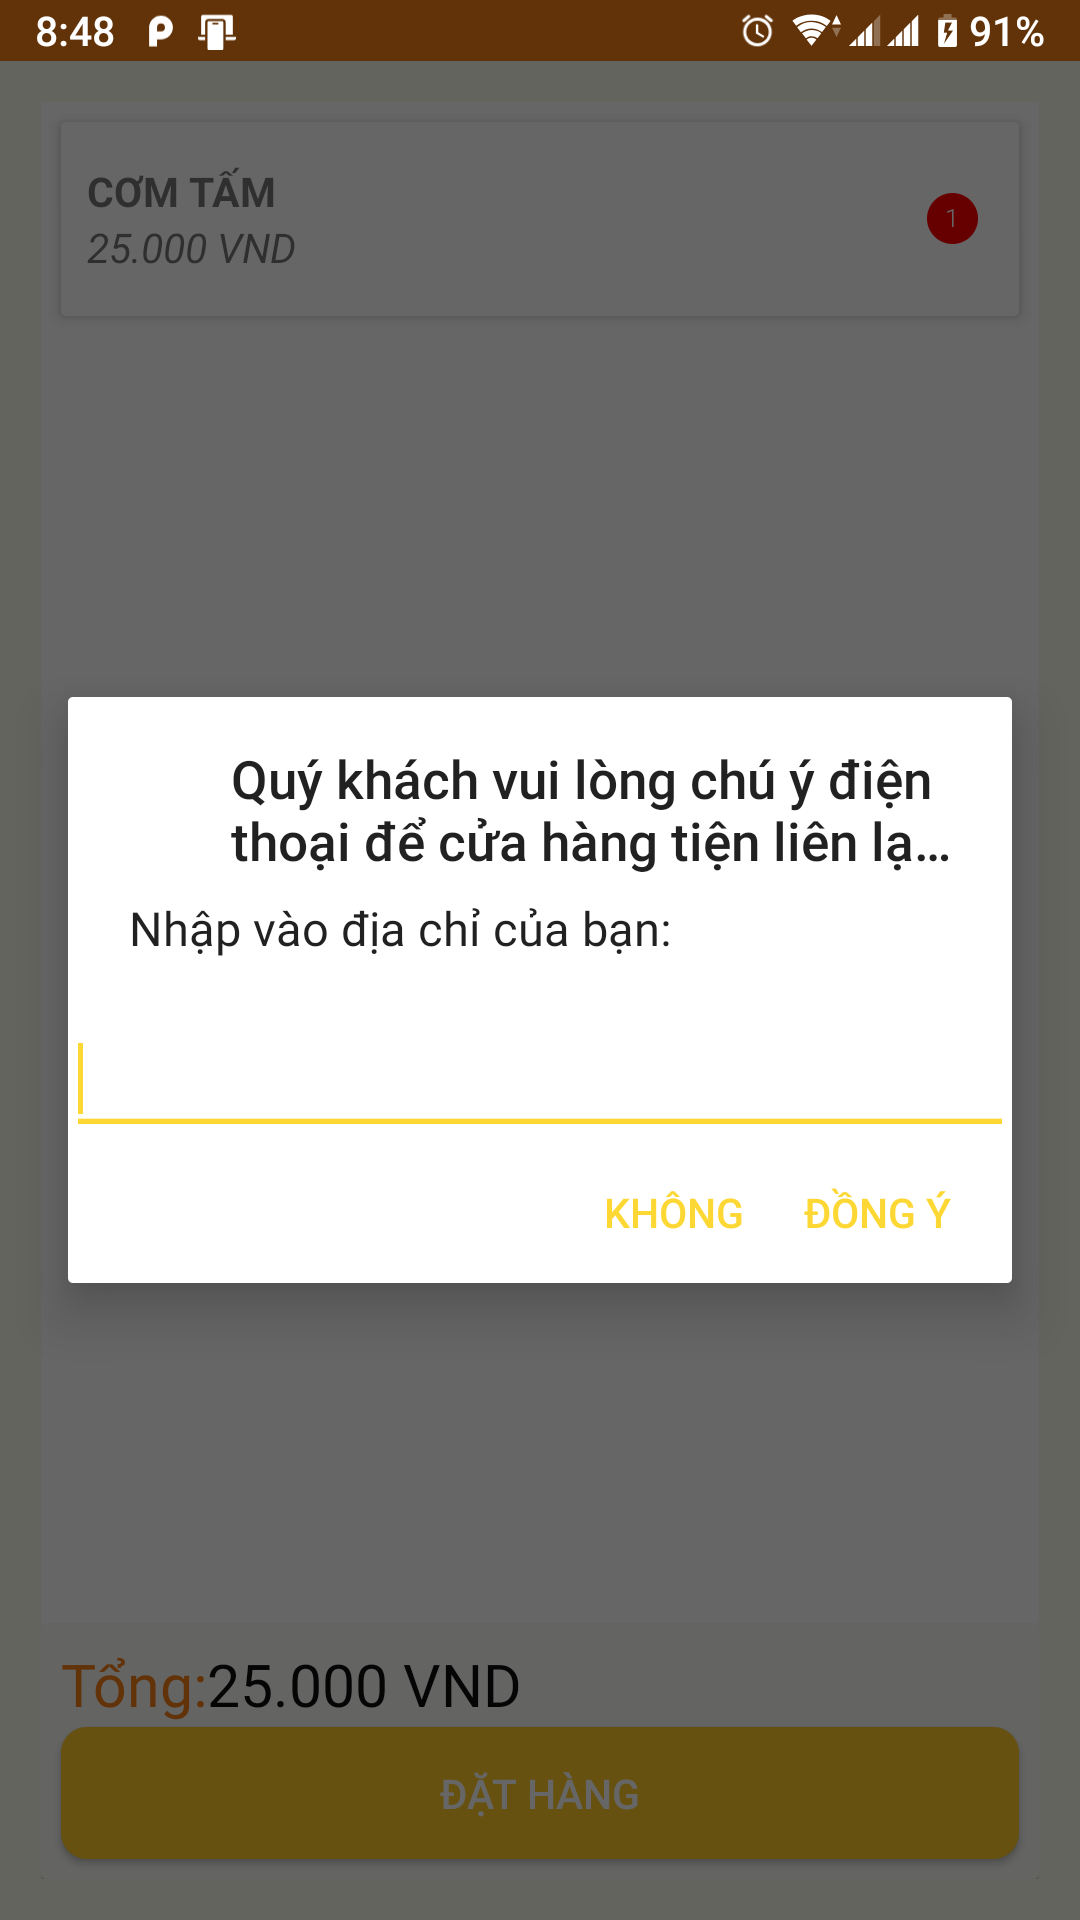 8:48
91%
CƠM TẤM
25.000 VND
1
Quý khách vui lòng chú ý điện
thoại để cửa hàng tiện liên lạ...
Nhập vào địa chỉ của bạn:
KHÔNG ĐỒNG Ý
Tổng:25.000 VND
ĐẶT HÀNG